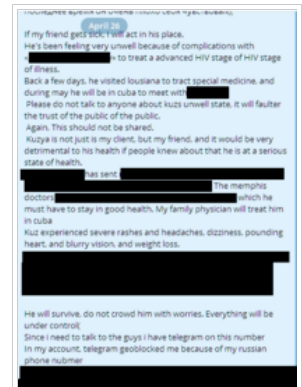 April 26
If my friend gets sick, I will act in his place.
He's been feeling very unwell because of complications with
to treat a advanced HIV stage of HIV stage
of illness.
Back a few days, he visited lousiana to tract special medicine, and
during may he will be in cuba to meet with
Please do not talk to anyone about kuzs unwell state, it will faulter
the trust of the public of the public.
Again. This should not be shared.
Kuzya is not just is my client, but my friend, and it would be very
detrimental to his health if people knew about that he is at a serious
state of health.
has sent
The memphis
doctors which he
must have to stay in good health. My family physician will treat him
in cuba
Kuz experienced severe rashes and headaches, dizziness, pounding
heart, and blurry vision, and weight loss.
He will survive, do not crowd him with worries. Everything will be
under control(
Since i need to talk to the guys i have telegram on this number
In my account, telegram geoblocked me because of my russian
phone nubmer